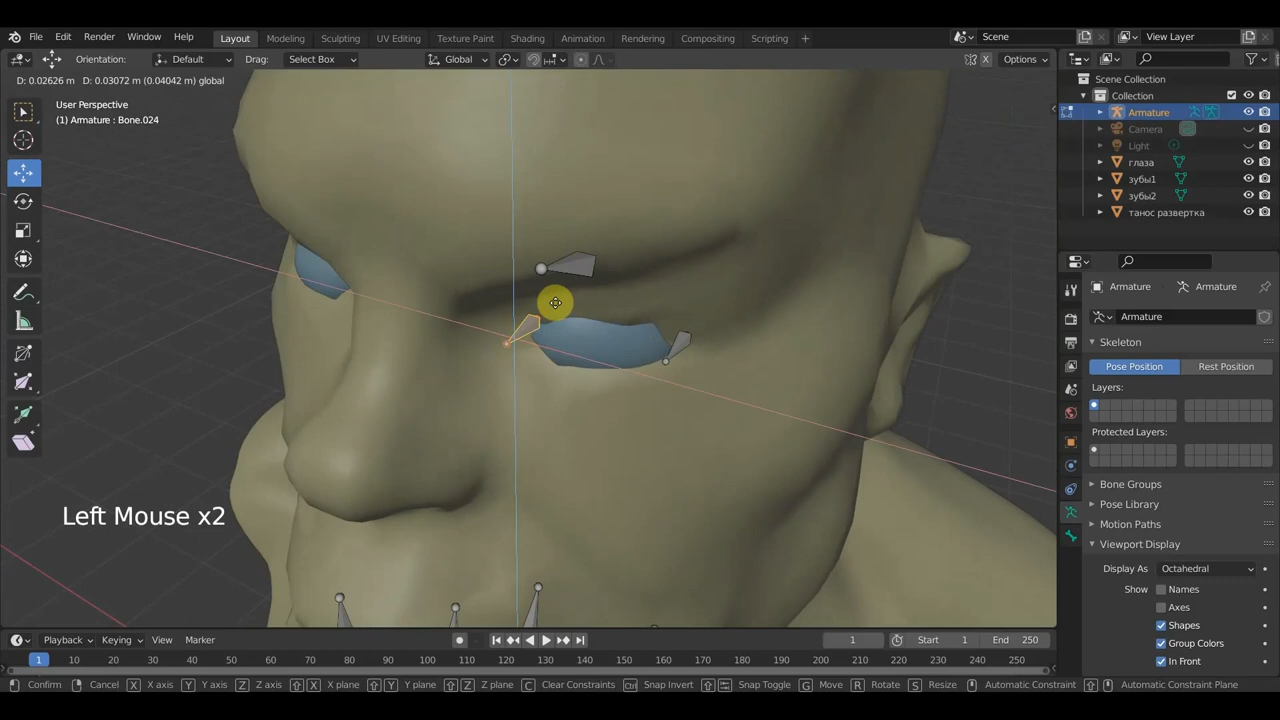 File Edit Render Window Help Layout Modeling Sculpting UV Editing Texture Paint Shading Animation Rendering Compositing Scripting + Scene View Layer
Orientation: Default Drag: Select Box Global X Options
D: 0.02626 m D: 0.03072 m (0.04042 m) global
User Perspective
(1) Armature : Bone.024
Left Mouse x2
Scene Collection
Collection
Armature
Camera
Light
глаза
зубы1
зубы2
танос развертка
Armature Armature
Armature
Skeleton
Pose Position Rest Position
Layers:
Protected Layers:
Bone Groups
Pose Library
Motion Paths
Viewport Display
Display As Octahedral
Show Names
Axes
Shapes
Group Colors
In Front
Playback Keying View Marker 1 Start 1 End 250
1 10 20 30 40 50 60 70 80 90 100 110 120 130 140 150 160 170 180 190 200 210 220 230 240 250
Confirm Cancel X X axis Y Y axis Z Z axis X X plane Y Y plane Z Z plane C Clear Constraints Ctrl Snap Invert Snap Toggle G Move R Rotate S Resize Automatic Constraint Automatic Constraint Plane